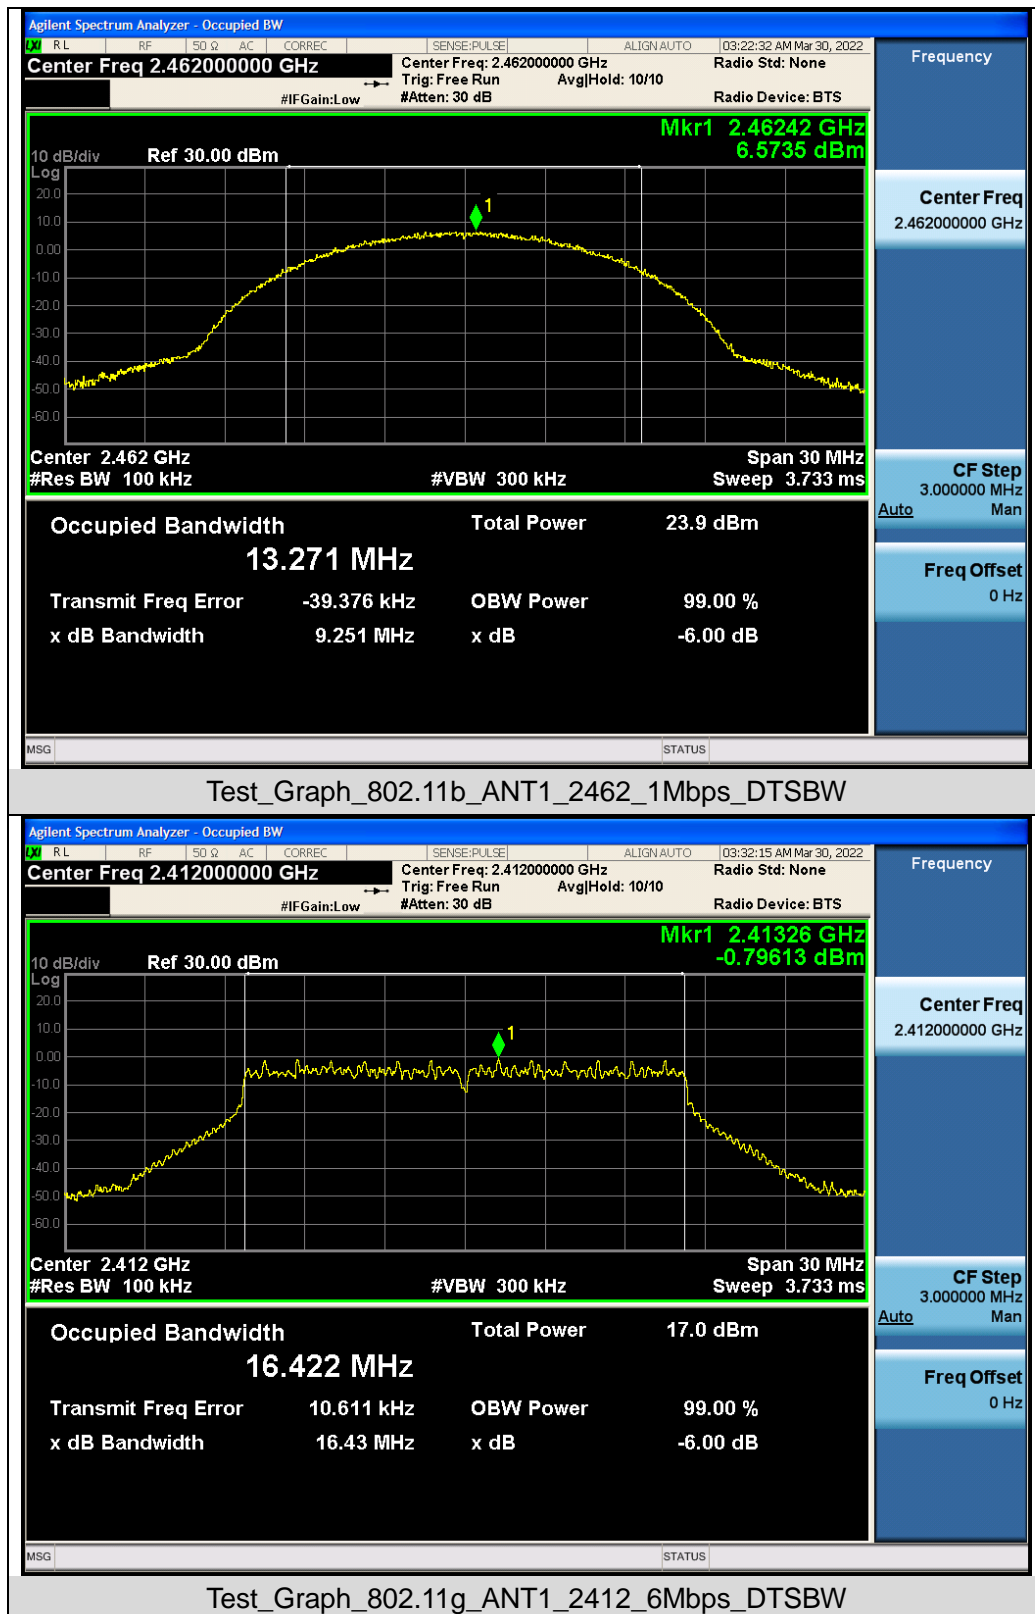 Agilent Spectrum Analyzer - Occupied BW
LXI RL RF 50 Ω AC CORREC SENSE:PULSE ALIGN AUTO 03:22:32 AM Mar 30, 2022
Center Freq 2.462000000 GHz
Center Freq: 2.462000000 GHz
Radio Std: None
Trig: Free Run Avg|Hold: 10/10
#IFGain:Low #Atten: 30 dB Radio Device: BTS
Frequency
Mkr1 2.46242 GHz
6.5735 dBm
10 dB/div Ref 30.00 dBm
Log
20.0
10.0
0.00
-10.0
-20.0
-30.0
-40.0
-50.0
-60.0
1
Center 2.462 GHz Span 30 MHz
#Res BW 100 kHz #VBW 300 kHz Sweep 3.733 ms
Center Freq
2.462000000 GHz
CF Step
3.000000 MHz
Auto Man
Freq Offset
0 Hz
Occupied Bandwidth Total Power 23.9 dBm
13.271 MHz
Transmit Freq Error -39.376 kHz OBW Power 99.00 %
x dB Bandwidth 9.251 MHz x dB -6.00 dB
MSG STATUS
Test_Graph_802.11b_ANT1_2462_1Mbps_DTSBW
Agilent Spectrum Analyzer - Occupied BW
LXI RL RF 50 Ω AC CORREC SENSE:PULSE ALIGN AUTO 03:32:15 AM Mar 30, 2022
Center Freq 2.412000000 GHz
Center Freq: 2.412000000 GHz
Radio Std: None
Trig: Free Run Avg|Hold: 10/10
#IFGain:Low #Atten: 30 dB Radio Device: BTS
Frequency
Mkr1 2.41326 GHz
-0.79613 dBm
10 dB/div Ref 30.00 dBm
Log
20.0
10.0
0.00
-10.0
-20.0
-30.0
-40.0
-50.0
-60.0
1
Center 2.412 GHz Span 30 MHz
#Res BW 100 kHz #VBW 300 kHz Sweep 3.733 ms
Center Freq
2.412000000 GHz
CF Step
3.000000 MHz
Auto Man
Freq Offset
0 Hz
Occupied Bandwidth Total Power 17.0 dBm
16.422 MHz
Transmit Freq Error 10.611 kHz OBW Power 99.00 %
x dB Bandwidth 16.43 MHz x dB -6.00 dB
MSG STATUS
Test_Graph_802.11g_ANT1_2412_6Mbps_DTSBW